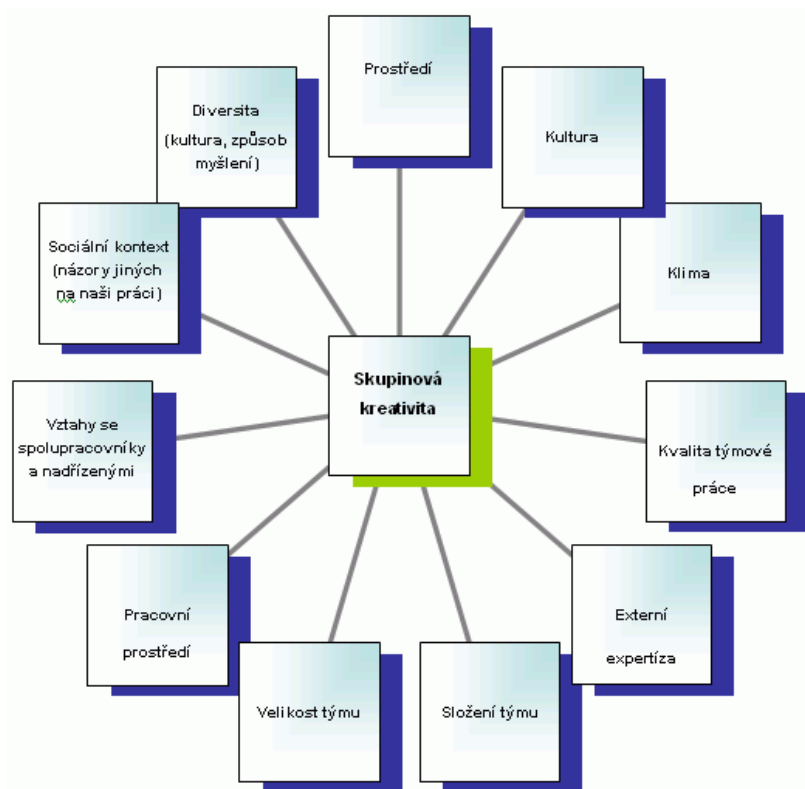 Prostředí
Kultura
Klima
Kvalita týmové
práce
Externí
expertíza
Složení týmu
Velikost týmu
Pracovní
prostředí
Vztahy se
spolupracovníky
a nadřízenými
Sociální kontext
(názory jiných
na naši práci)
Diversita
(kultura, způsob
myšlení)
Skupinová
kreativita